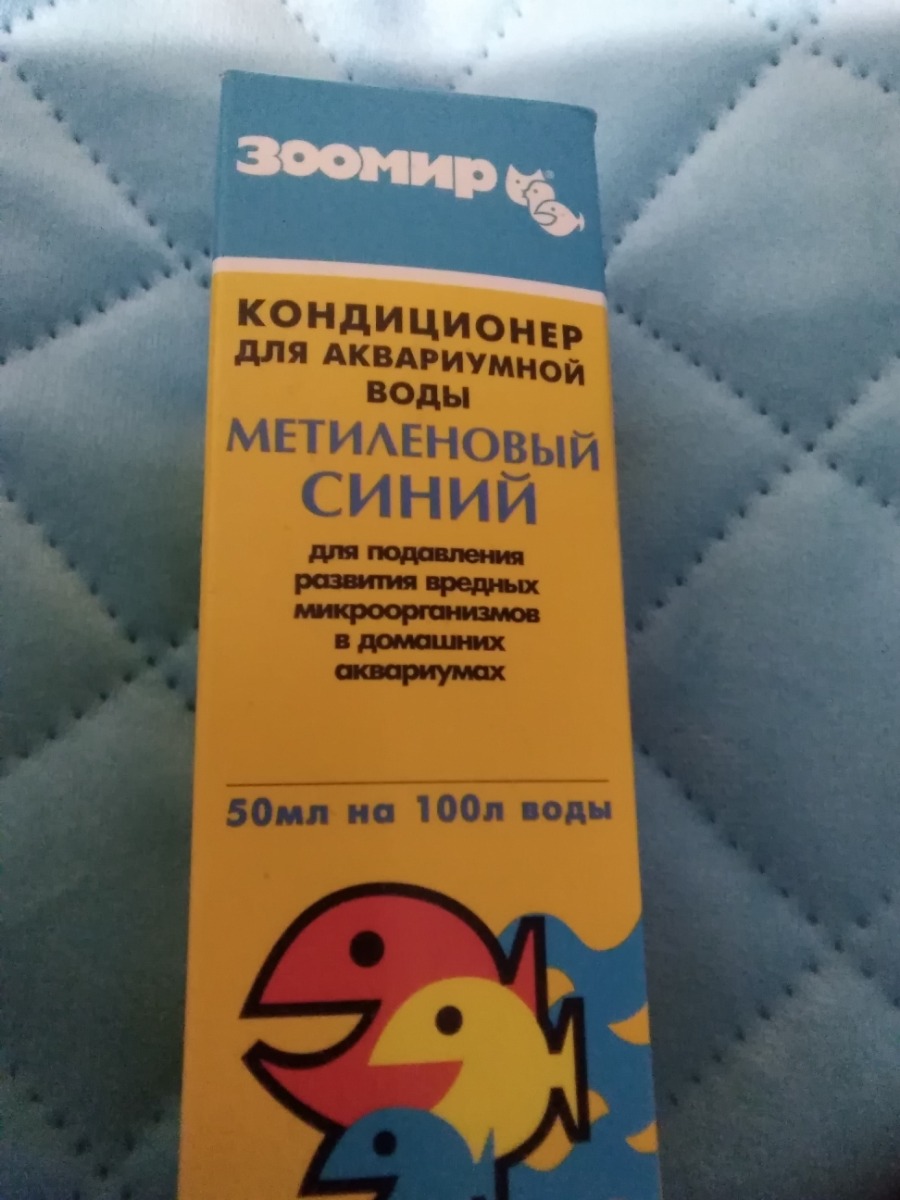 ЗООМИР
КОНДИЦИОНЕР
ДЛЯ АКВАРИУМНОЙ
ВОДЫ
МЕТИЛЕНОВЫЙ
СИНИЙ
для подавления
развития вредных
микроорганизмов
в домашних
аквариумах
50мл на 100л воды